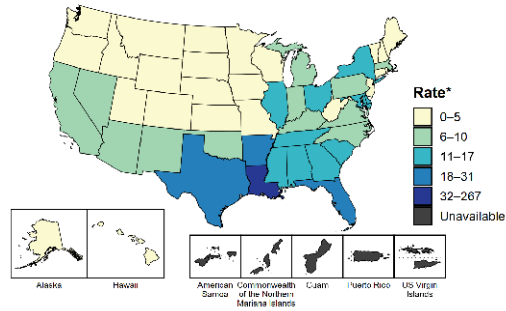 Rate*
0–5
6–10
11–17
18–31
32–267
Unavailable
Alaska
Hawaii
American
Samoa
Commonwealth
of the Northern
Mariana Islands
Guam
Puerto Rico
US Virgin
Islands